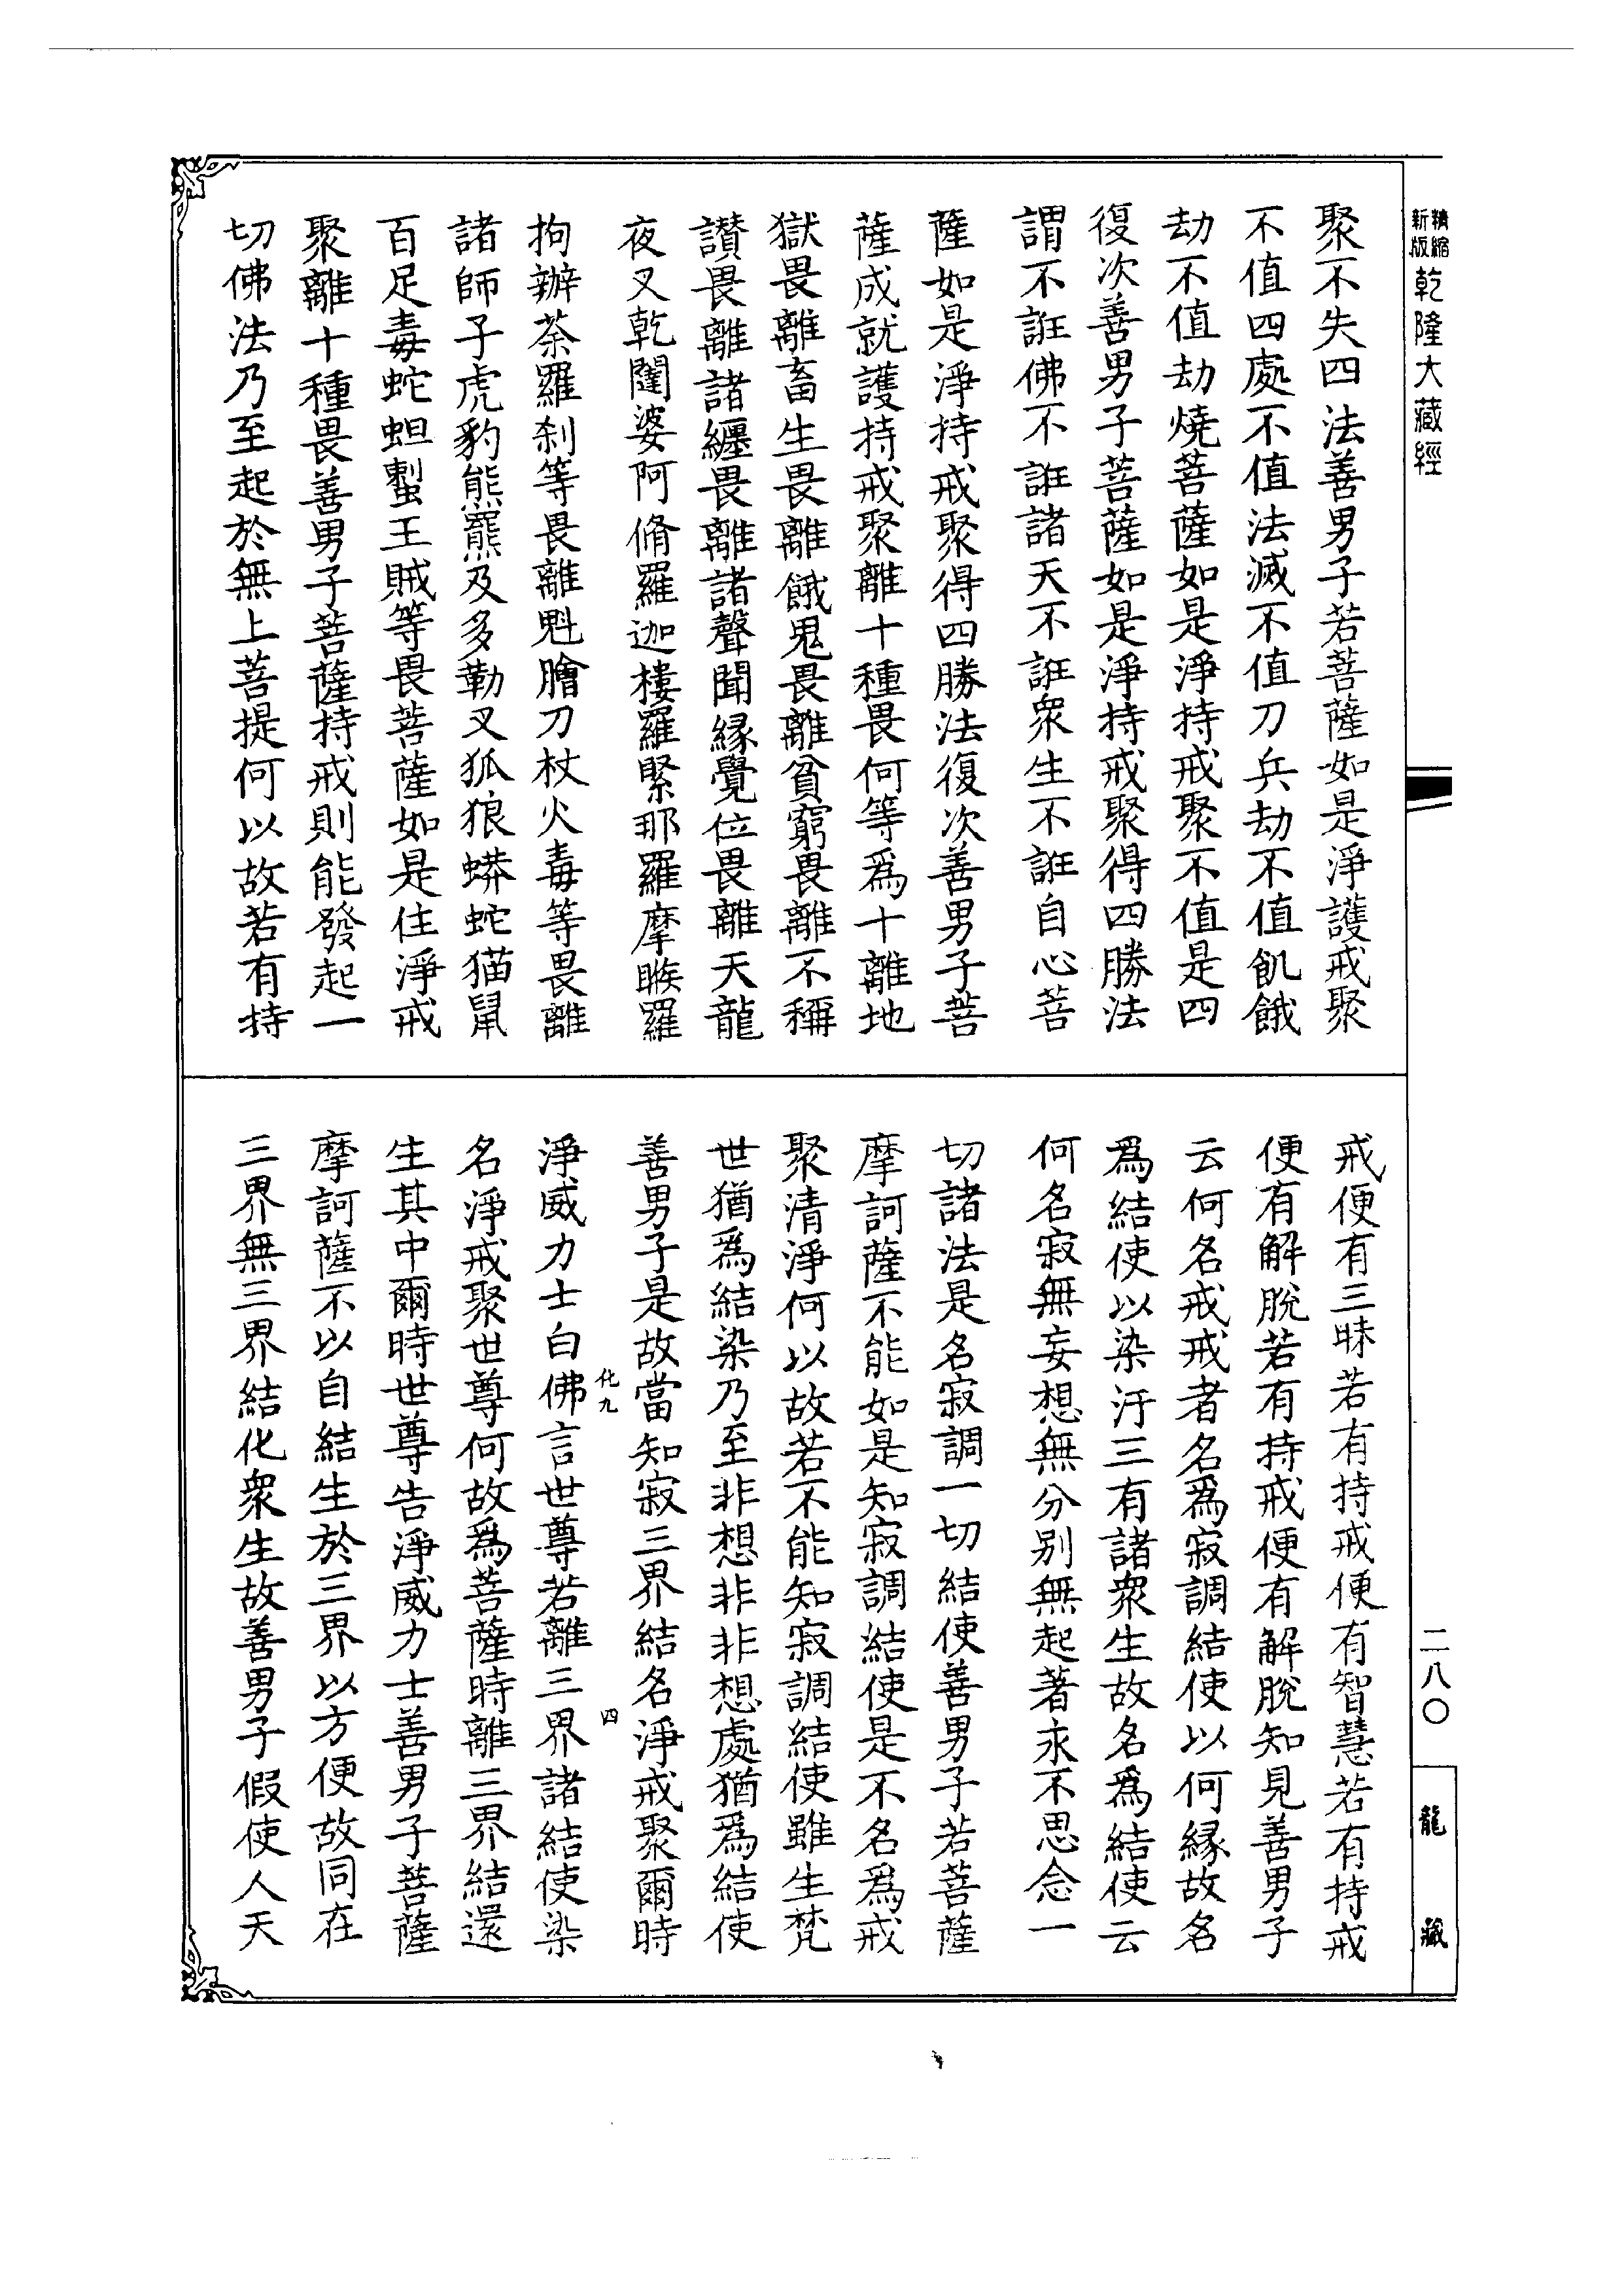 精縮新版 乾隆大藏經
聚不失四法善男子若菩薩如是淨護戒聚
不值四處不值法滅不值刀兵劫不值飢餓
劫不值劫燒菩薩如是淨持戒聚不值是四
復次善男子菩薩如是淨持戒聚得四勝法
謂不誑佛不誑諸天不誑衆生不誑自心菩
薩如是淨持戒聚得四勝法復次善男子菩
薩成就護持戒聚離十種畏何等爲十離地
獄畏離畜生畏離餓鬼畏離貧窮畏離不稱
讃畏離諸纏畏離諸聲聞縁覺位畏離天龍
夜叉乾闥婆阿脩羅迦樓羅緊那羅摩睺羅
拘辦荼羅刹等畏離魁膾刀杖火毒等畏離
諸師子虎豹熊羆及多勒叉狐狼蟒蛇猫鼠
百足毒蛇蛆蜇王賊等畏菩薩如是住淨戒
聚離十種畏善男子菩薩持戒則能發起一
切佛法乃至起於無上菩提何以故若有持
戒便有三昧若有持戒便有智慧若有持戒
便有解脫若有持戒便有解脫知見善男子
云何名戒戒者名爲寂調結使以何縁故名
爲結使以染汙三有諸衆生故名爲結使云
何名寂無妄想無分別無起著永不思念一
切諸法是名寂調一切結使善男子若菩薩
摩訶薩不能如是知寂調結使是不名爲戒
聚清淨何以故若不能知寂調結使雖生梵
世猶爲結染乃至非想非非想處猶爲結使
善男子是故當知寂三界結名淨戒聚爾時
化九
四
淨威力士白佛言世尊若離三界諸結使染
名淨戒聚世尊何故爲菩薩時離三界結還
生其中爾時世尊告淨威力士善男子菩薩
摩訶薩不以自結生於三界以方便故同在
三界無三界結化衆生故善男子假使人天
二八〇
龍藏